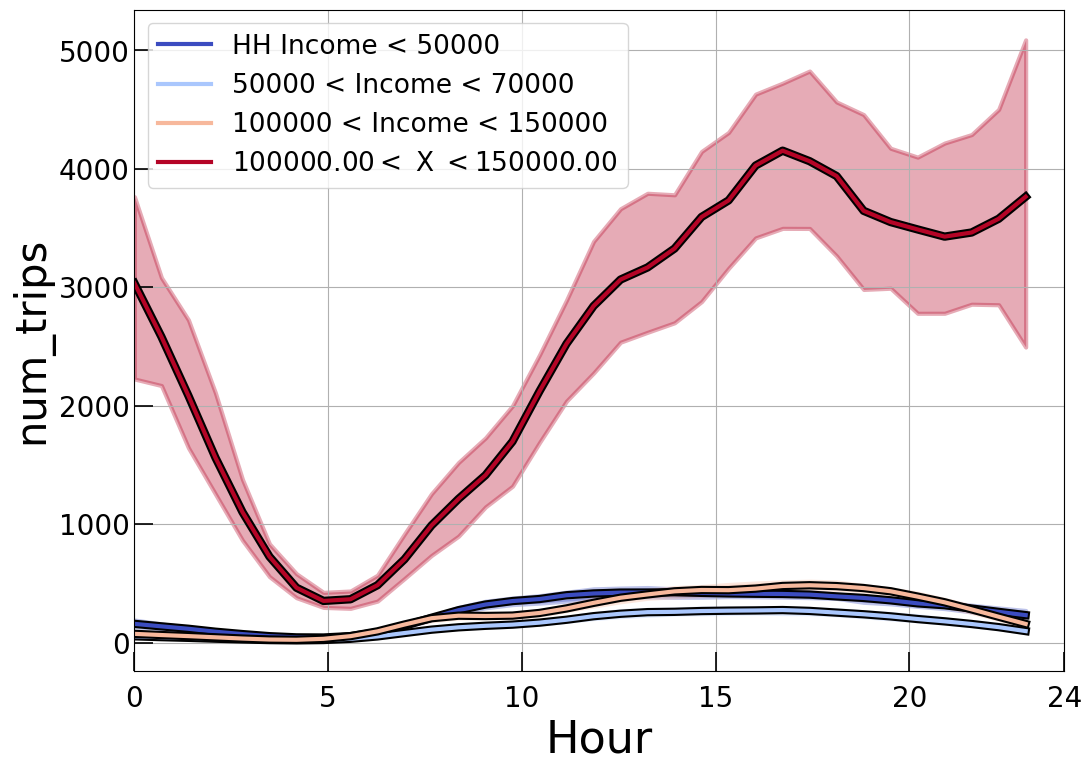 HH Income < 50000
50000 < Income < 70000
100000 < Income < 150000
100000.00 < X < 150000.00
5000
4000
3000
2000
1000
0
num_trips
0 5 10 15 20 24
Hour